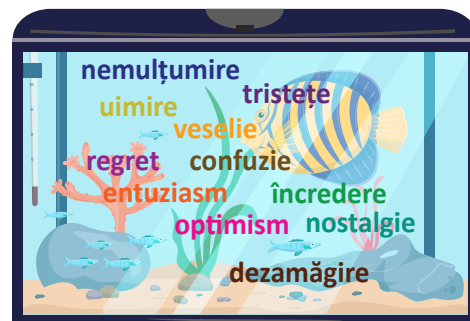 nemulțumire
tristețe
uimire
veselie
regret confuzie
entuziasm încredere
optimism nostalgie
dezamăgire